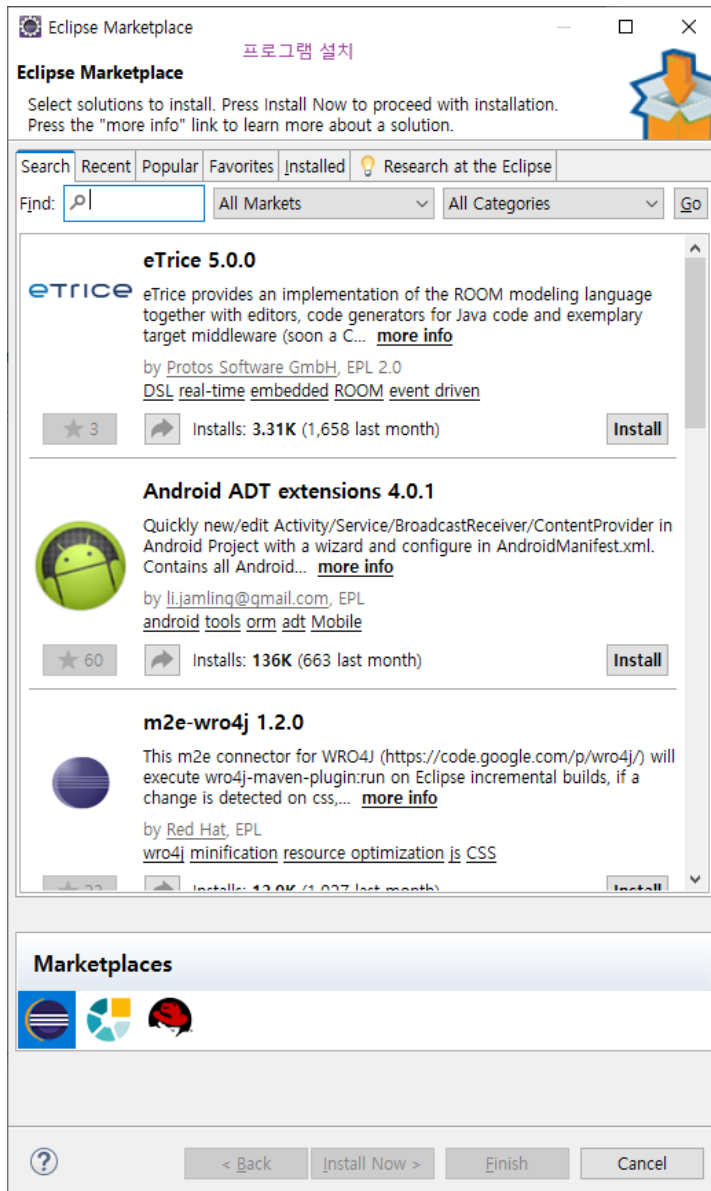 Eclipse Marketplace
프로그램 설치
Eclipse Marketplace
Select solutions to install. Press Install Now to proceed with installation.
Press the "more info" link to learn more about a solution.
Search Recent Popular Favorites Installed Research at the Eclipse
Find: All Markets All Categories Go
eTrice 5.0.0
eTrice
eTrice provides an implementation of the ROOM modeling language
together with editors, code generators for Java code and exemplary
target middleware (soon a C... more info
by Protos Software GmbH, EPL 2.0
DSL real-time embedded ROOM event driven
3 Installs: 3.31K (1,658 last month) Install
Android ADT extensions 4.0.1
Quickly new/edit Activity/Service/BroadcastReceiver/ContentProvider in
Android Project with a wizard and configure in AndroidManifest.xml.
Contains all Android... more info
by li.jamling@gmail.com, EPL
android tools orm adt Mobile
60 Installs: 136K (663 last month) Install
m2e-wro4j 1.2.0
This m2e connector for WRO4J (https://code.google.com/p/wro4j/) will
execute wro4j-maven-plugin:run on Eclipse incremental builds, if a
change is detected on css,... more info
by Red Hat, EPL
wro4j minification resource optimization js CSS
Installs: last month) Install
Marketplaces
? < Back Install Now > Finish Cancel